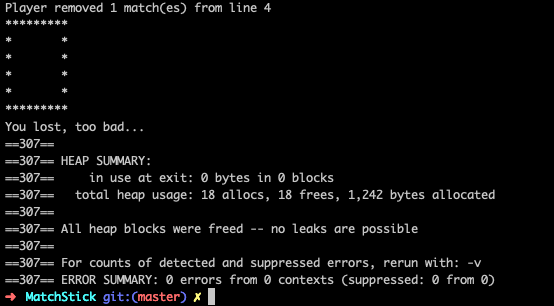 Player removed 1 match(es) from line 4
*********
*       *
*       *
*       *
*       *
*********
You lost, too bad...
==307==
==307== HEAP SUMMARY:
==307==     in use at exit: 0 bytes in 0 blocks
==307==   total heap usage: 18 allocs, 18 frees, 1,242 bytes allocated
==307==
==307== All heap blocks were freed -- no leaks are possible
==307==
==307== For counts of detected and suppressed errors, rerun with: -v
==307== ERROR SUMMARY: 0 errors from 0 contexts (suppressed: 0 from 0)
➜  MatchStick git:(master) ✗